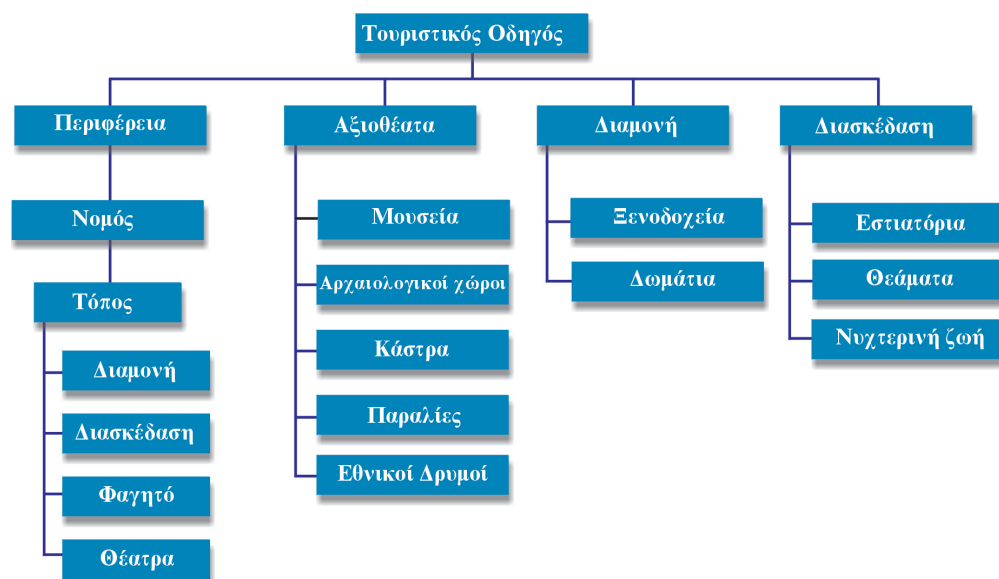 Τουριστικός Οδηγός
Περιφέρεια
Νομός
Τόπος
Διαμονή
Διασκέδαση
Φαγητό
Θέατρα
Αξιοθέατα
Μουσεία
Αρχαιολογικοί χώροι
Κάστρα
Παραλίες
Εθνικοί Δρυμοί
Διαμονή
Ξενοδοχεία
Δωμάτια
Διασκέδαση
Εστιατόρια
Θεάματα
Νυχτερινή ζωή